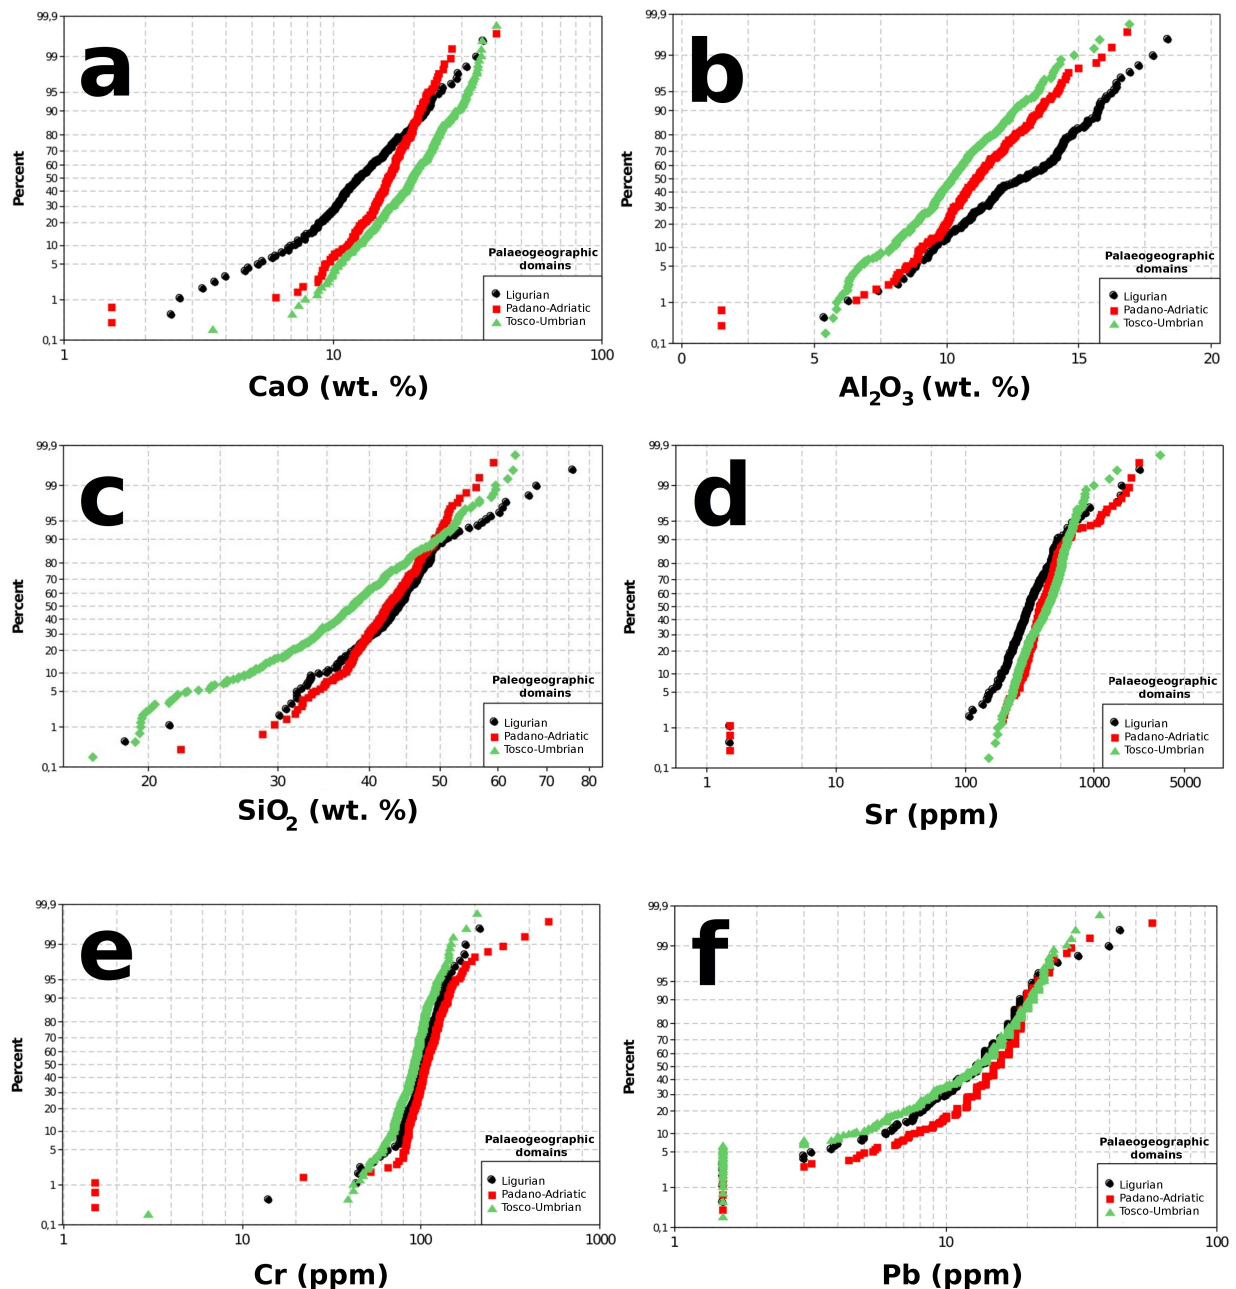 a
99,9
99
95
90
80
70
60
50
40
30
20
10
5
1
0,1
Percent
Palaeogeographic
domains
Ligurian
Padano-Adriatic
Tosco-Umbrian
1
10
100
CaO (wt. %)
b
99,9
99
95
90
80
70
60
50
40
30
20
10
5
1
0,1
Percent
Palaeogeographic
domains
Ligurian
Padano-Adriatic
Tosco-Umbrian
0
5
10
15
20
Al2O3 (wt. %)
c
99,9
99
95
90
80
70
60
50
40
30
20
10
5
1
0,1
Percent
Palaeogeographic
domains
Ligurian
Padano-Adriatic
Tosco-Umbrian
20
30
40
50
60
70
80
SiO2 (wt. %)
d
99,9
99
95
90
80
70
60
50
40
30
20
10
5
1
0,1
Percent
Palaeogeographic
domains
Ligurian
Padano-Adriatic
Tosco-Umbrian
1
10
100
1000
5000
Sr (ppm)
e
99,9
99
95
90
80
70
60
50
40
30
20
10
5
1
0,1
Percent
Palaeogeographic
domains
Ligurian
Padano-Adriatic
Tosco-Umbrian
1
10
100
1000
Cr (ppm)
f
99,9
99
95
90
80
70
60
50
40
30
20
10
5
1
0,1
Percent
Palaeogeographic
domains
Ligurian
Padano-Adriatic
Tosco-Umbrian
1
10
100
Pb (ppm)